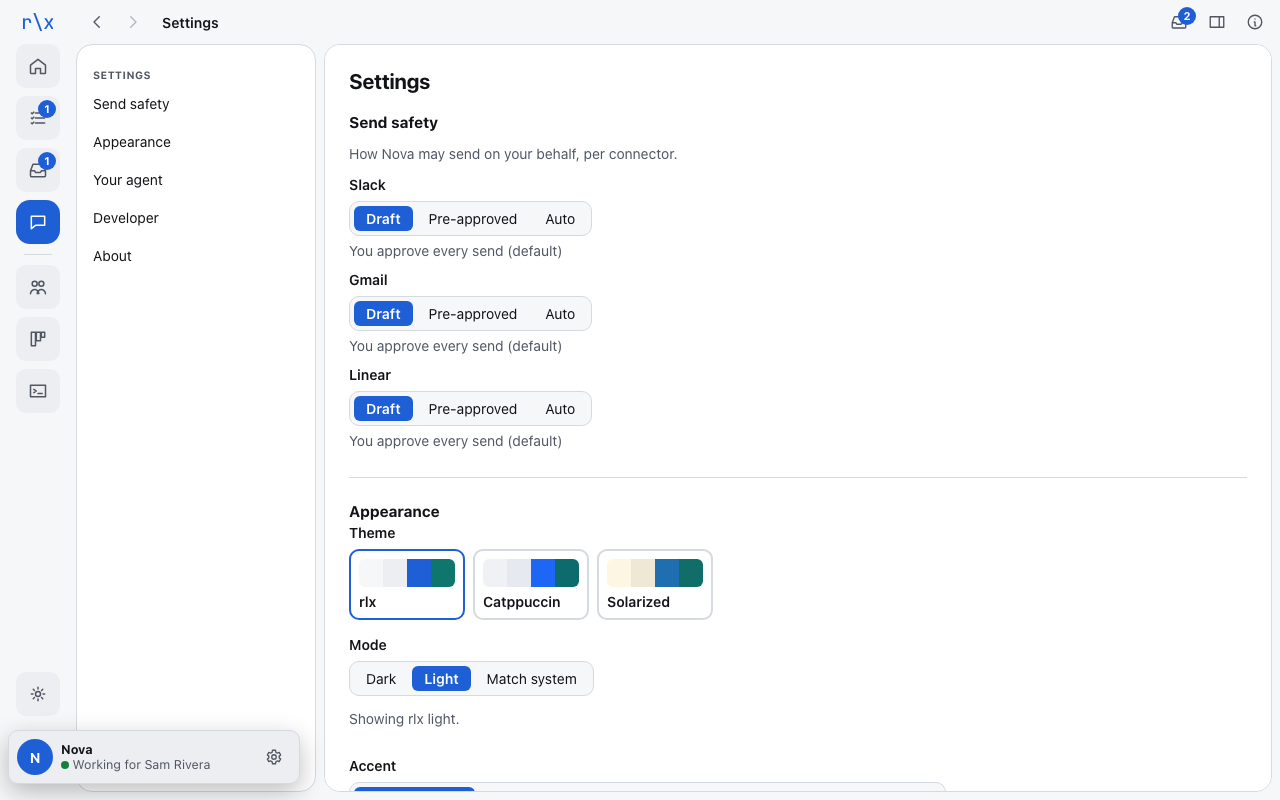 r\x
Settings
2
1
1
SETTINGS
Send safety
Appearance
Your agent
Developer
About
Settings
Send safety
How Nova may send on your behalf, per connector.
Slack
Draft Pre-approved Auto
You approve every send (default)
Gmail
Draft Pre-approved Auto
You approve every send (default)
Linear
Draft Pre-approved Auto
You approve every send (default)
Appearance
Theme
rlx Catppuccin Solarized
Mode
Dark Light Match system
Showing rlx light.
Accent
N
Nova
Working for Sam Rivera